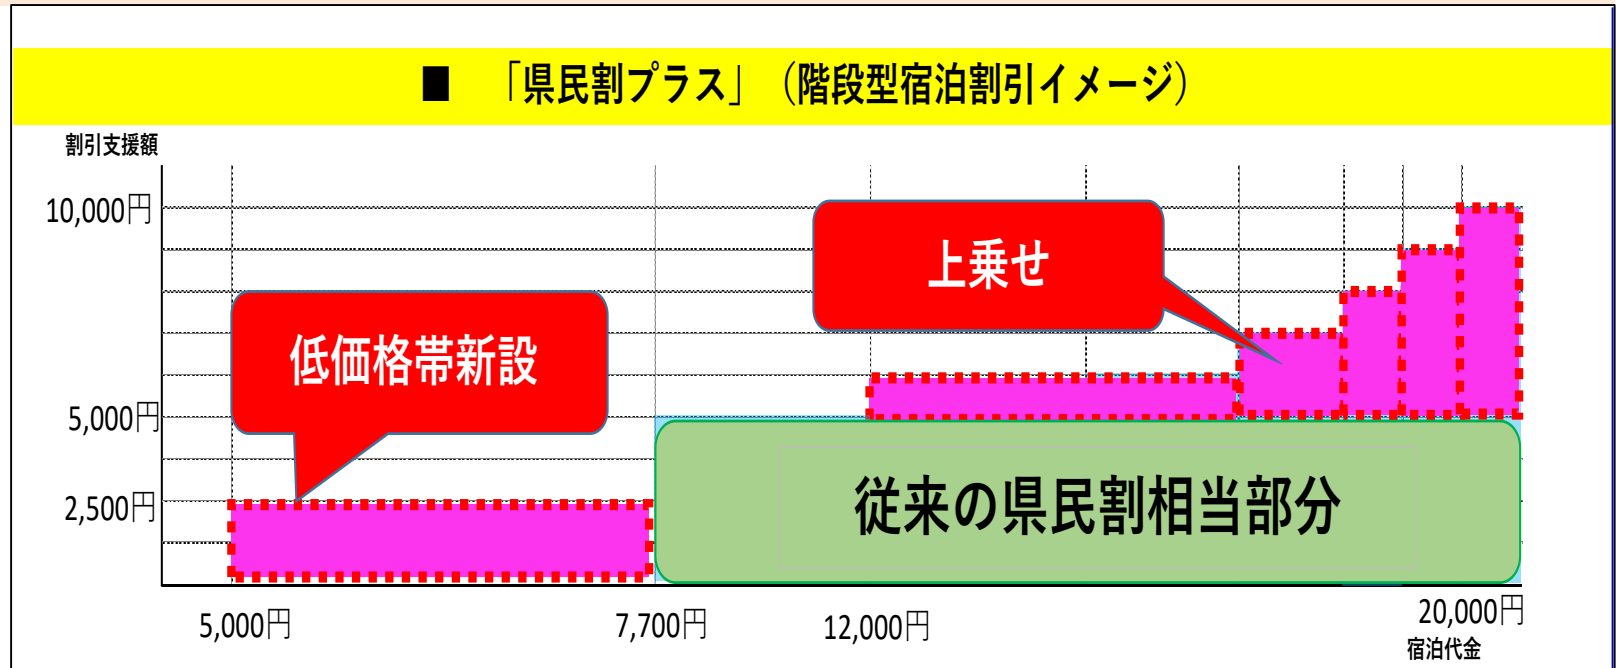 ■ 「県民割プラス」（階段型宿泊割引イメージ）
割引支援額
10,000円
上乗せ
低価格帯新設
5,000円
従来の県民割相当部分
2,500円
5,000円
7,700円
12,000円
20,000円
宿泊代金